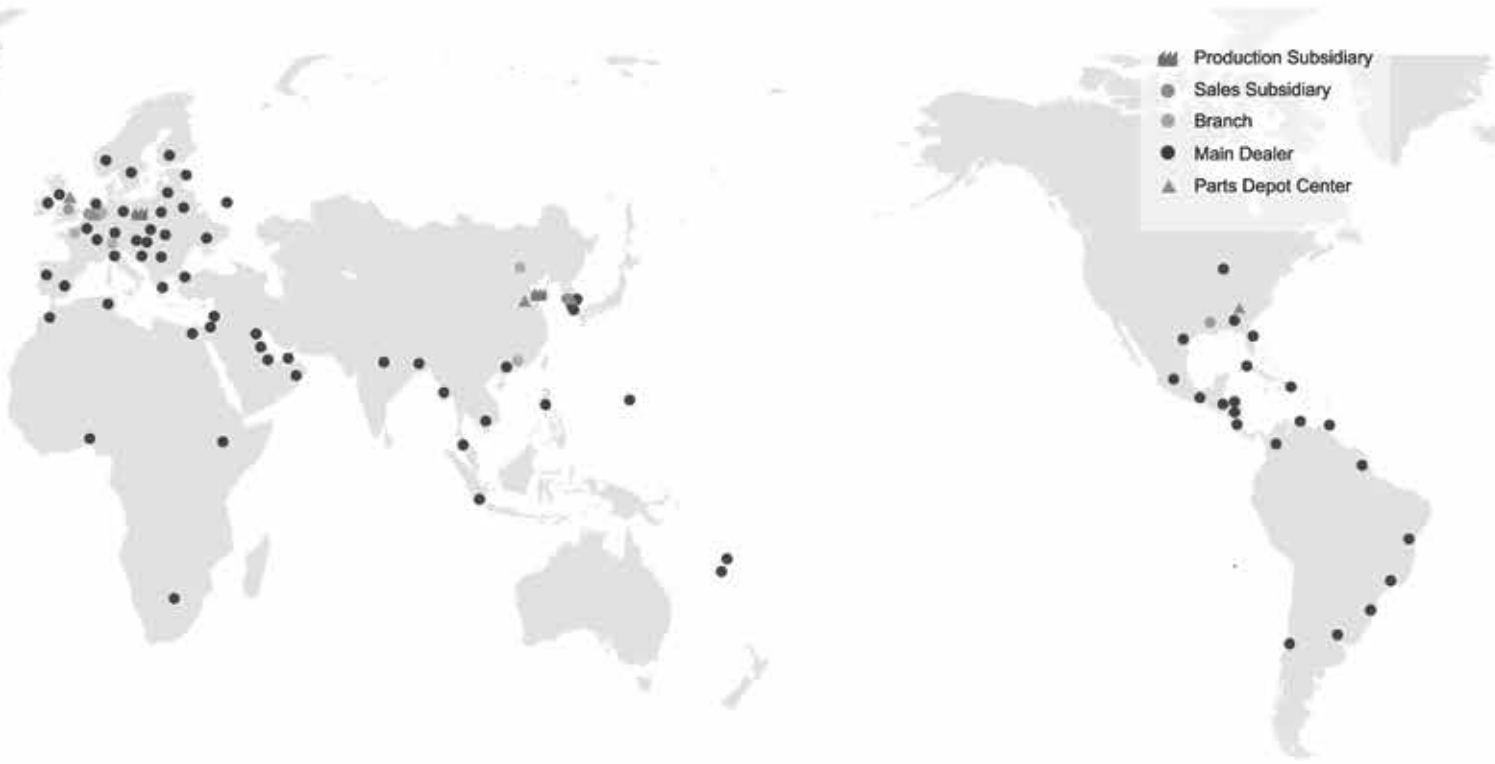 Production Subsidiary
Sales Subsidiary
Branch
Main Dealer
Parts Depot Center